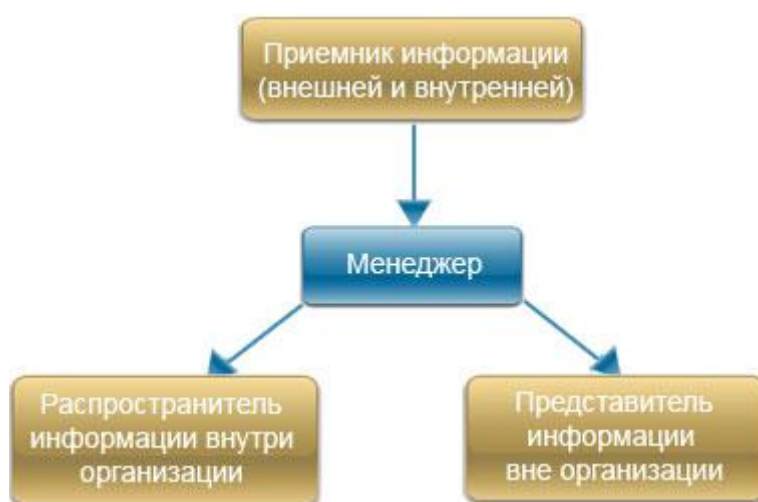 Приемник информации
(внешней и внутренней)
Менеджер
Распространитель
информации внутри
организации
Представитель
информации
вне организации